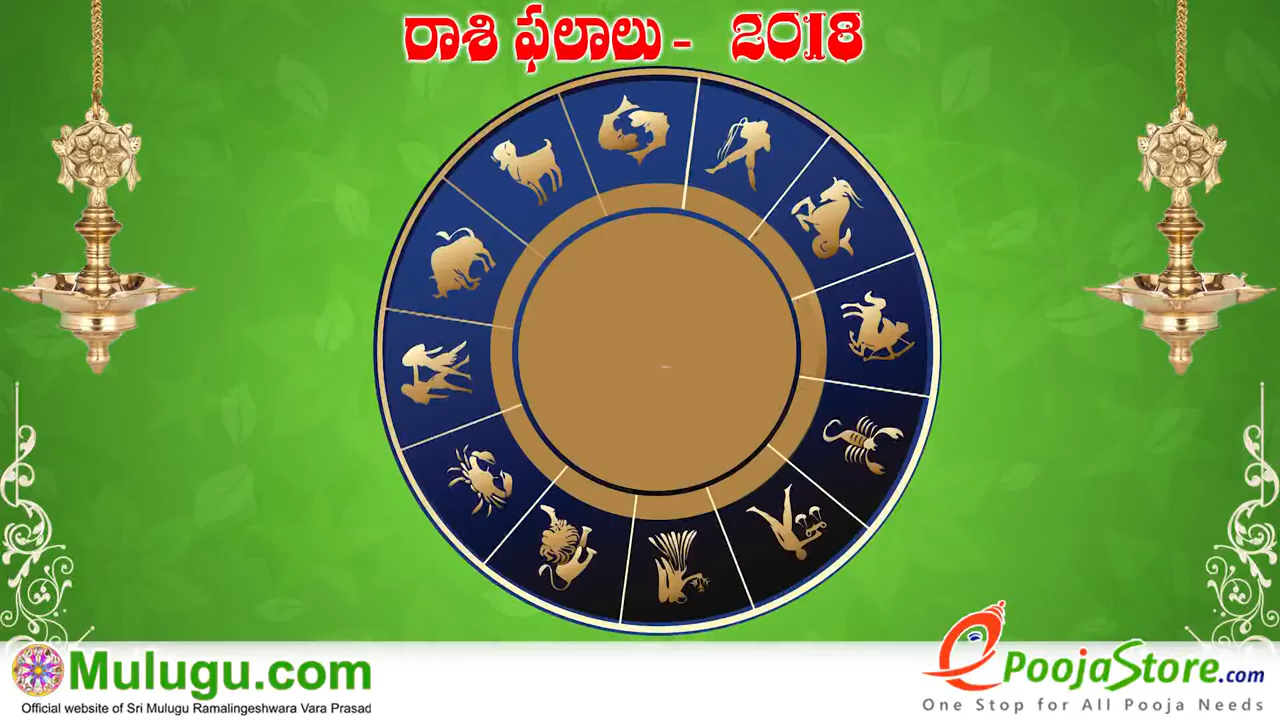 రాశి ఫలాలు - 2018
Mulugu.com
Official website of Sri Mulugu Ramalingeshwara Vara Prasad
ePoojaStore.com
One Stop for All Pooja Needs